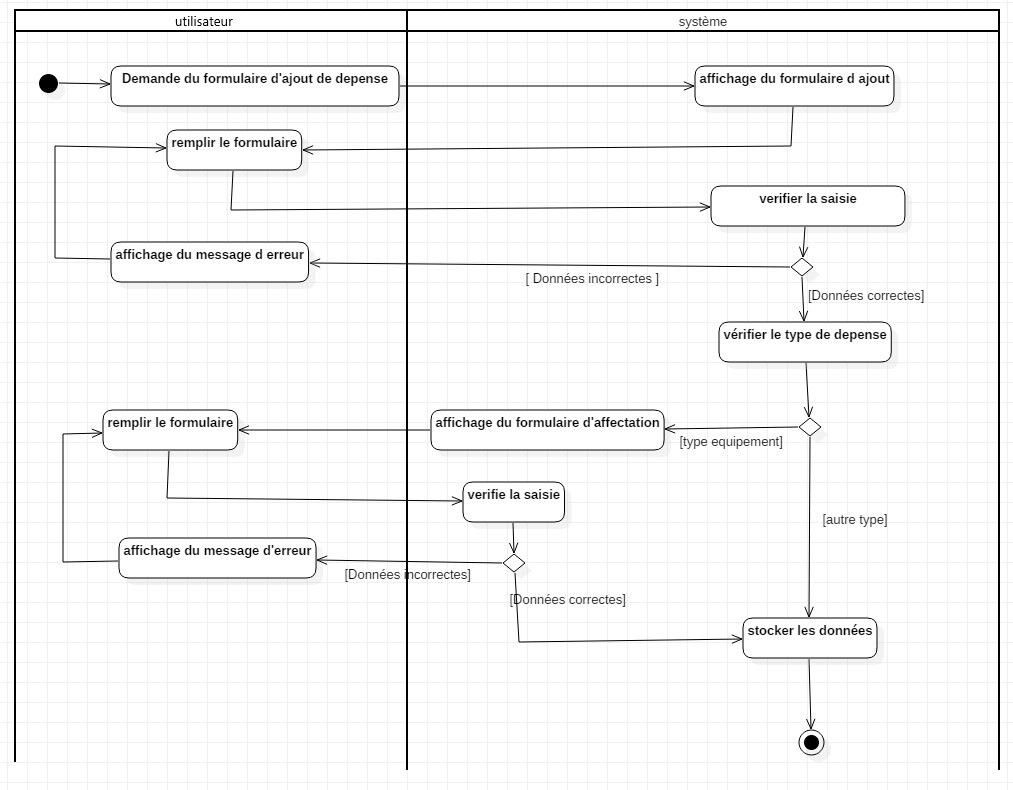 utilisateur
système
Demande du formulaire d'ajout de depense
affichage du formulaire d ajout
remplir le formulaire
verifier la saisie
affichage du message d erreur
[ Données incorrectes ]
[Données correctes]
vérifier le type de depense
remplir le formulaire
affichage du formulaire d'affectation
[type equipement]
verifie la saisie
[autre type]
affichage du message d'erreur
[Données incorrectes]
[Données correctes]
stocker les données